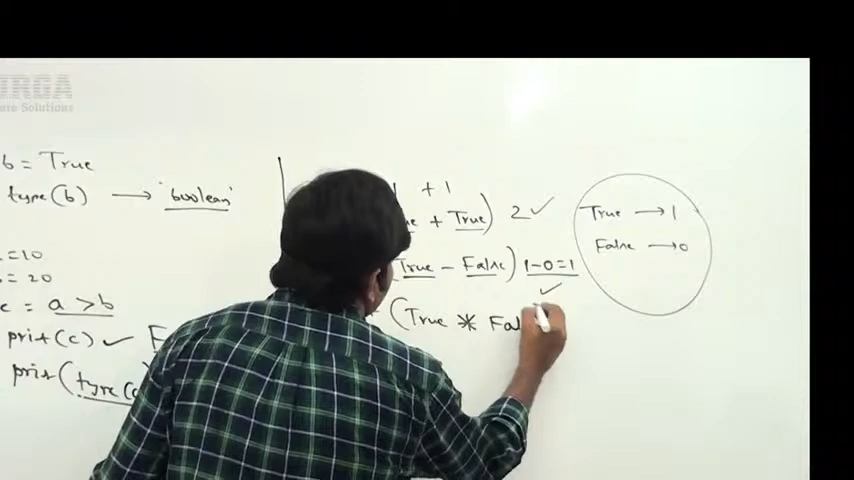 b = True
type(b) → 'boolean'
=10
= 20
= a > b
print(c) ✓ F
print(type(c
+ 1
+ True) 2 ✓
True - False) 1-0=1 ✓
(True * Fal
True → 1
False → 0